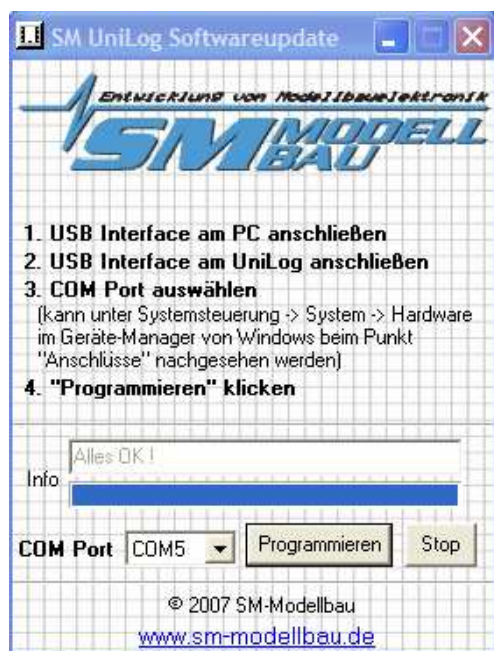 SM UniLog Softwareupdate
Entwicklung von Modellbauelektronik
SM MODELL
BAU
1. USB Interface am PC anschließen
2. USB Interface am UniLog anschließen
3. COM Port auswählen
(kann unter Systemsteuerung -> System -> Hardware
im Geräte-Manager von Windows beim Punkt
"Anschlüsse" nachgesehen werden)
4. "Programmieren" klicken
Alles OK !
Info
COM Port COM5 Programmieren Stop
© 2007 SM-Modellbau
www.sm-modellbau.de